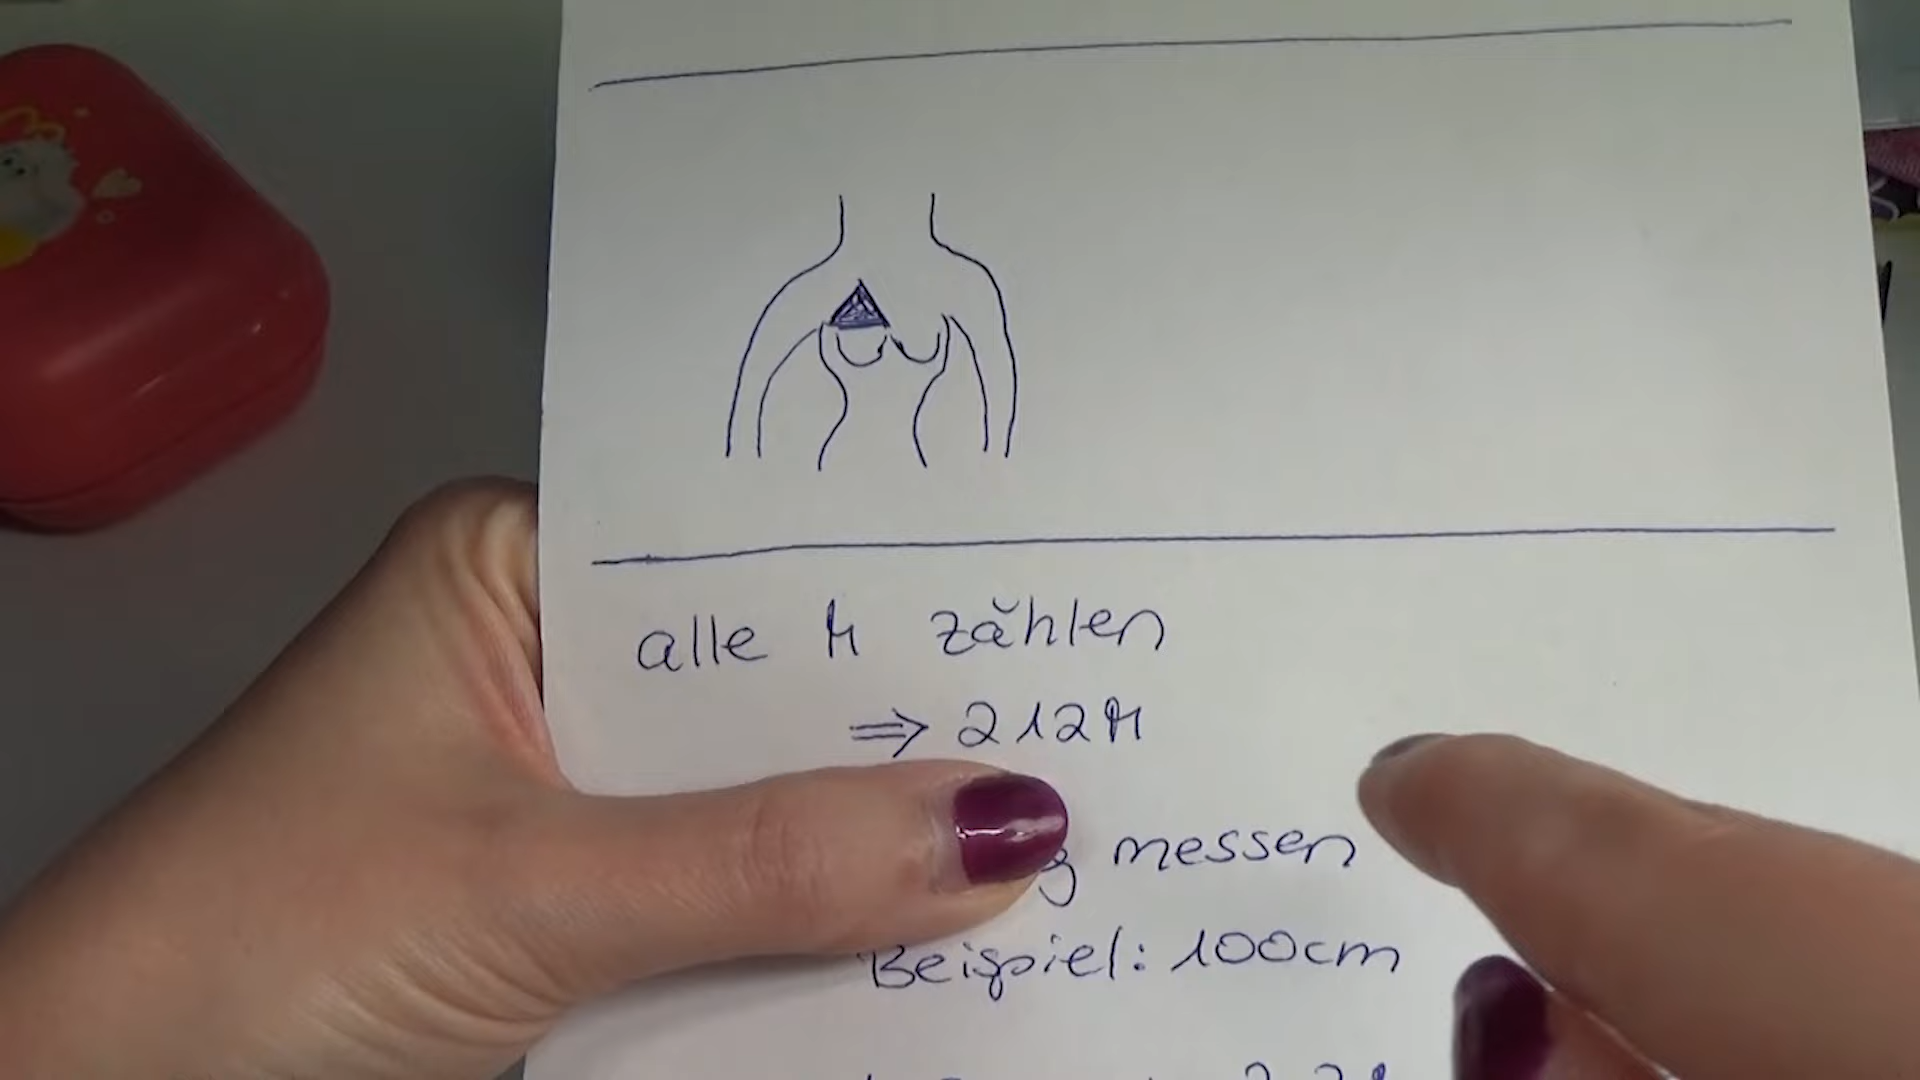 alle M zählen
⇒ 212M
messen
Beispiel: 100cm